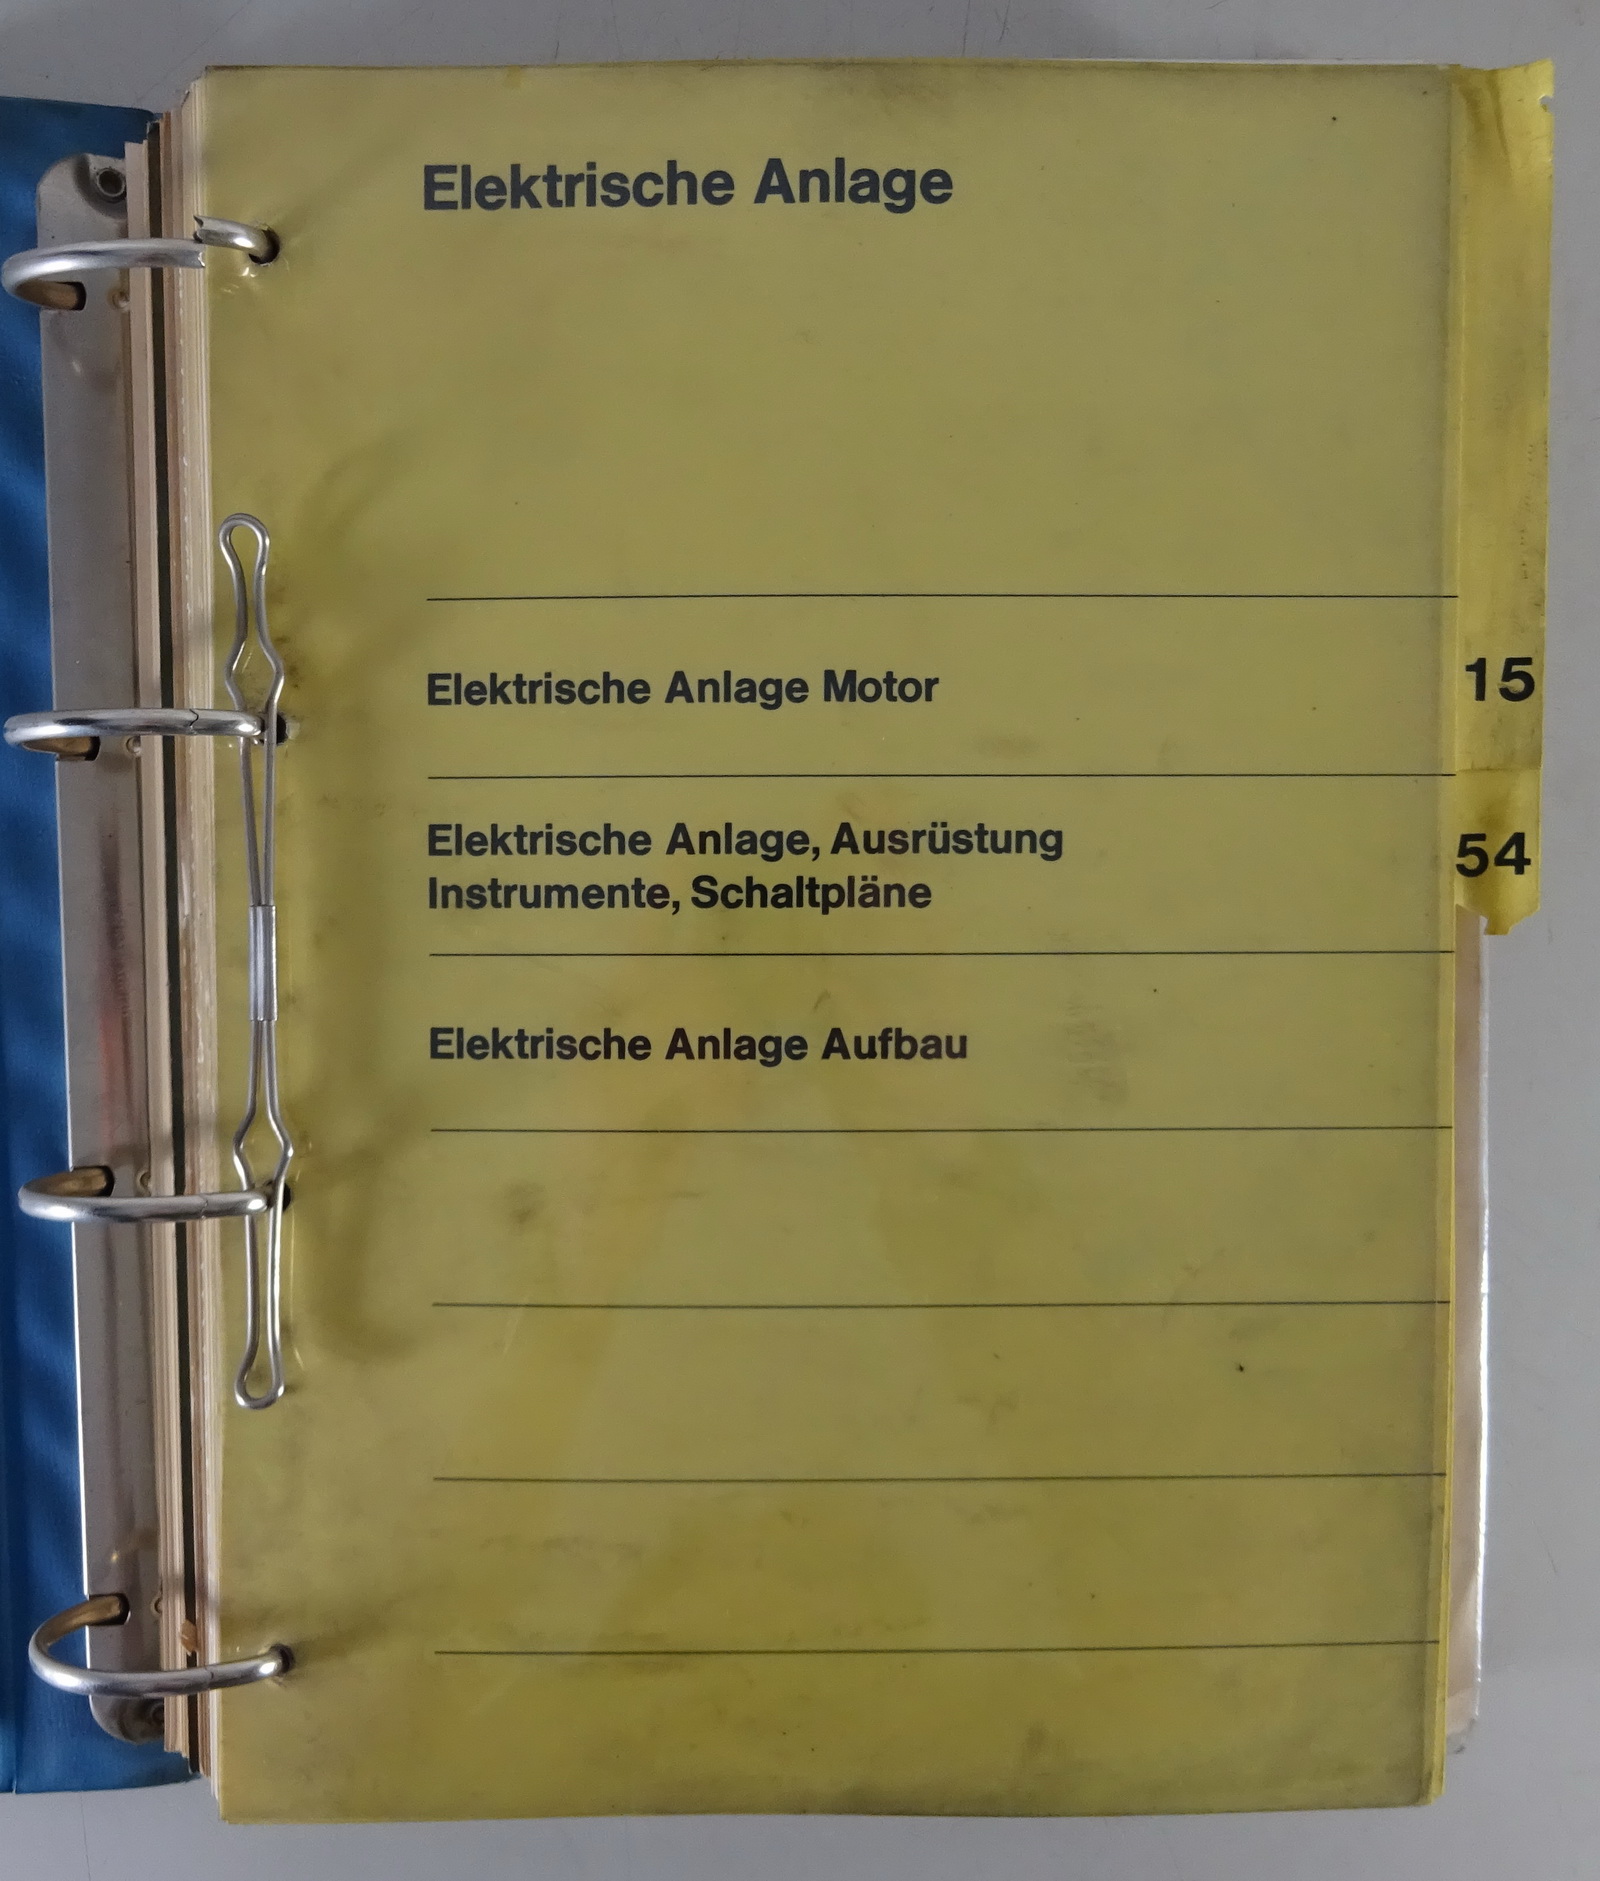 Elektrische Anlage
Elektrische Anlage Motor 15
Elektrische Anlage, Ausrüstung
Instrumente, Schaltpläne 54
Elektrische Anlage Aufbau